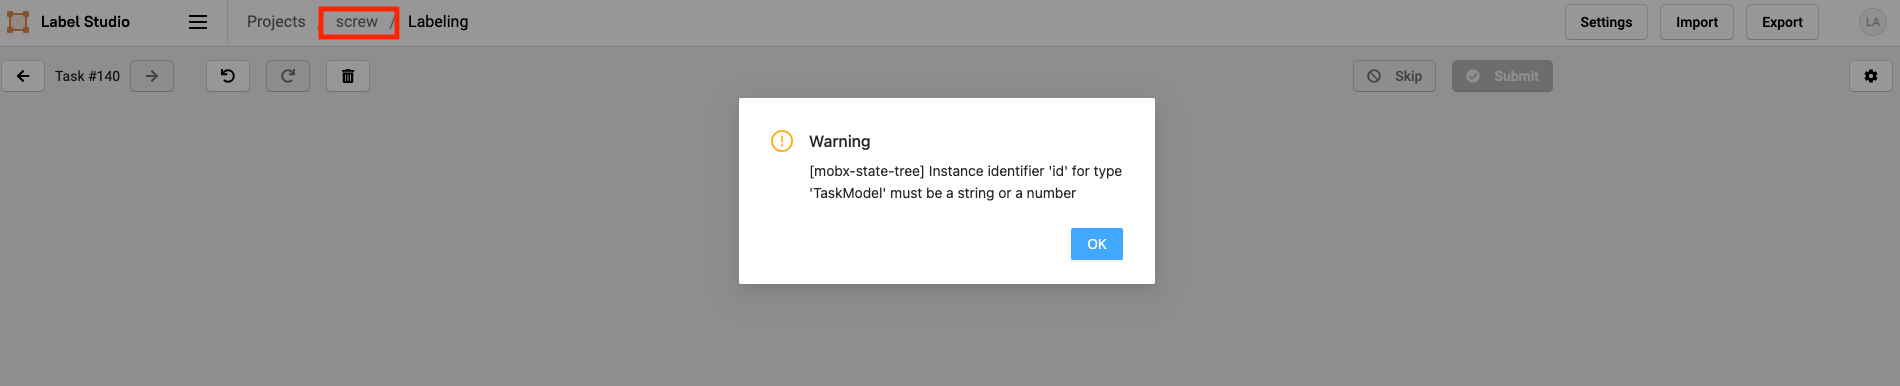 Label Studio
Projects / screw / Labeling
Settings
Import
Export
LA
Task #140
Skip
Submit
Warning
[mobx-state-tree] Instance identifier 'id' for type
'TaskModel' must be a string or a number
OK